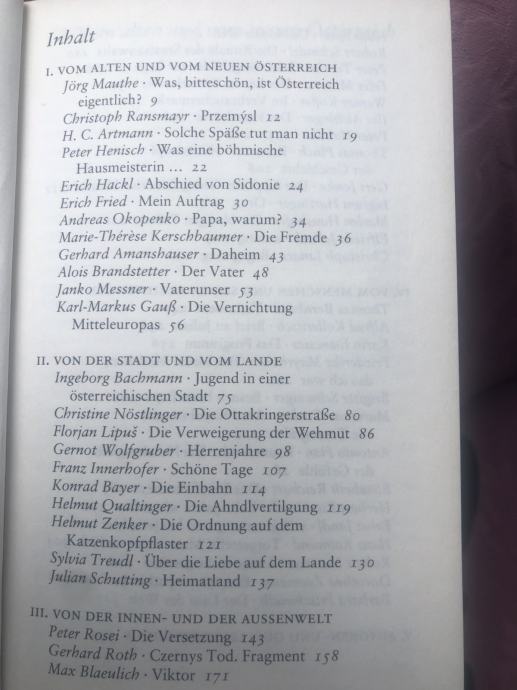 Inhalt
I. VOM ALTEN UND VOM NEUEN ÖSTERREICH
Jörg Mauthe · Was, bitteschön, ist Österreich
eigentlich? 9
Christoph Ransmayr · Przemýsl 12
H. C. Artmann · Solche Späße tut man nicht 19
Peter Henisch · Was eine böhmische
Hausmeisterin ... 22
Erich Hackl · Abschied von Sidonie 24
Erich Fried · Mein Auftrag 30
Andreas Okopenko · Papa, warum? 34
Marie-Thérèse Kerschbaumer · Die Fremde 36
Gerhard Amanshauser · Daheim 43
Alois Brandstetter · Der Vater 48
Janko Messner · Vaterunser 53
Karl-Markus Gauß · Die Vernichtung
Mitteleuropas 56
II. VON DER STADT UND VOM LANDE
Ingeborg Bachmann · Jugend in einer
österreichischen Stadt 75
Christine Nöstlinger · Die Ottakringerstraße 80
Florjan Lipuš · Die Verweigerung der Wehmut 86
Gernot Wolfgruber · Herrenjahre 98
Franz Innerhofer · Schöne Tage 107
Konrad Bayer · Die Einbahn 114
Helmut Qualtinger · Die Ahndlvertilgung 119
Helmut Zenker · Die Ordnung auf dem
Katzenkopfpflaster 121
Sylvia Treudl · Über die Liebe auf dem Lande 130
Julian Schutting · Heimatland 137
III. VON DER INNEN- UND DER AUSSENWELT
Peter Rosei · Die Versetzung 143
Gerhard Roth · Czernys Tod. Fragment 158
Max Blaeulich · Viktor 171